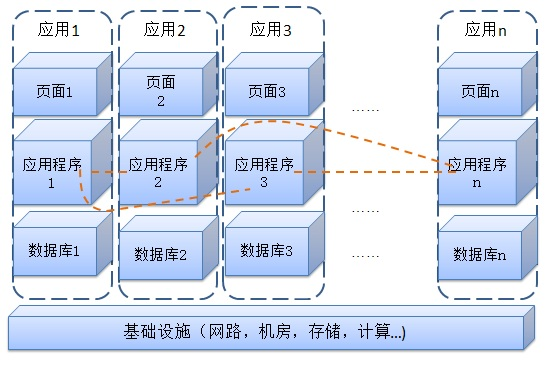 应用1
应用2
应用3
应用n
页面1
页面
2
页面3
……
页面n
应用程序
1
应用程序
2
应用程序
3
……
应用程序
n
数据库1
数据库2
数据库3
……
数据库n
基础设施（网路，机房，存储，计算…)